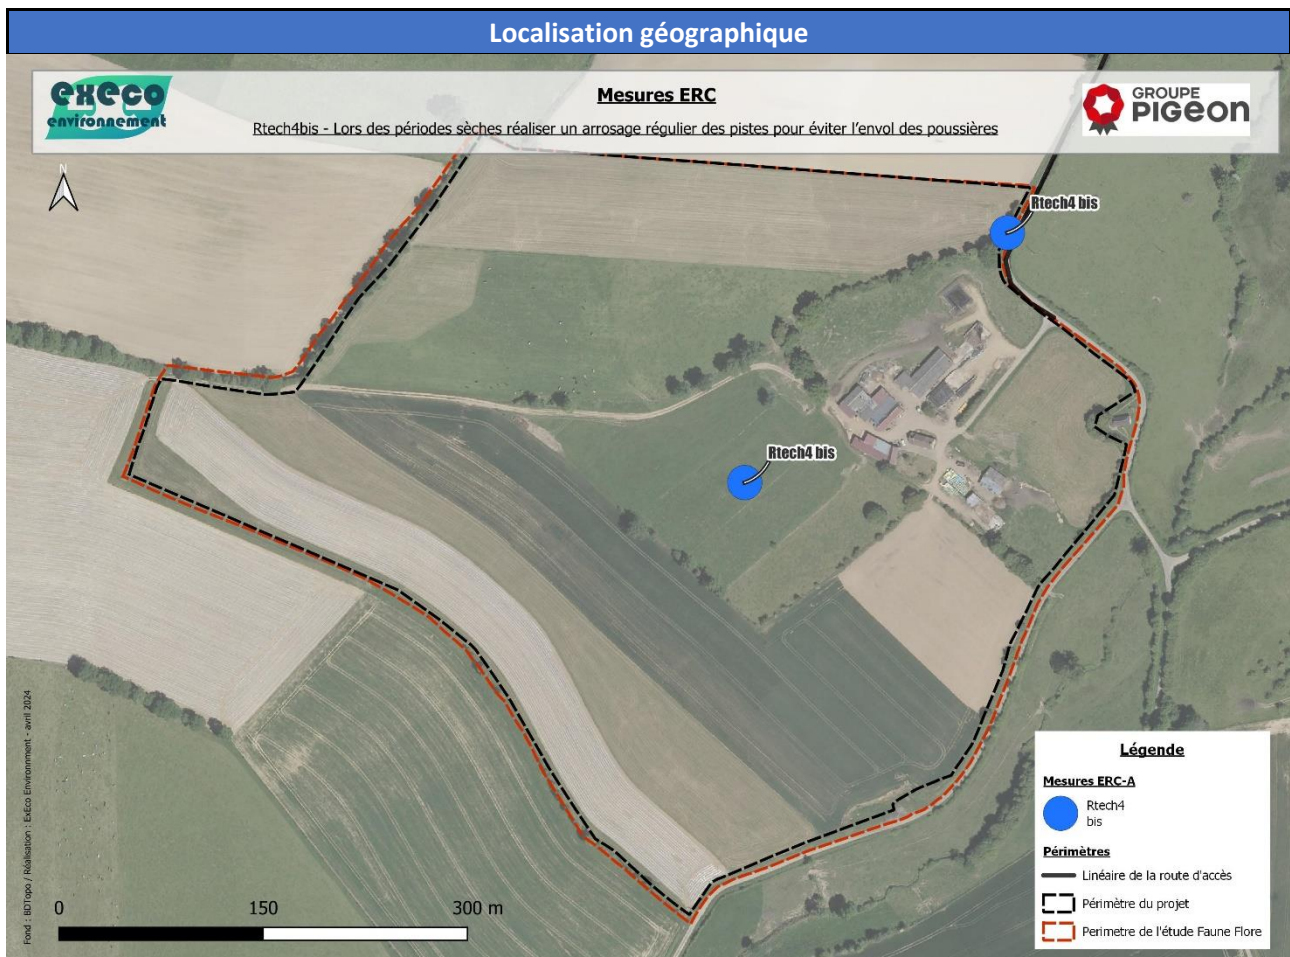 Localisation géographique
execo
environnement
Mesures ERC
Rtech4bis - Lors des périodes sèches réaliser un arrosage régulier des pistes pour éviter l'envol des poussières
GROUPE
PIGEON
N
Rtech4 bis
Rtech4 bis
Légende
Mesures ERC-A
Rtech4
bis
Périmètres
Linéaire de la route d'accès
Périmètre du projet
Perimetre de l'étude Faune Flore
0 150 300 m
Fond : BDTopo / Réalisation : ExEco Environnment - avril 2024